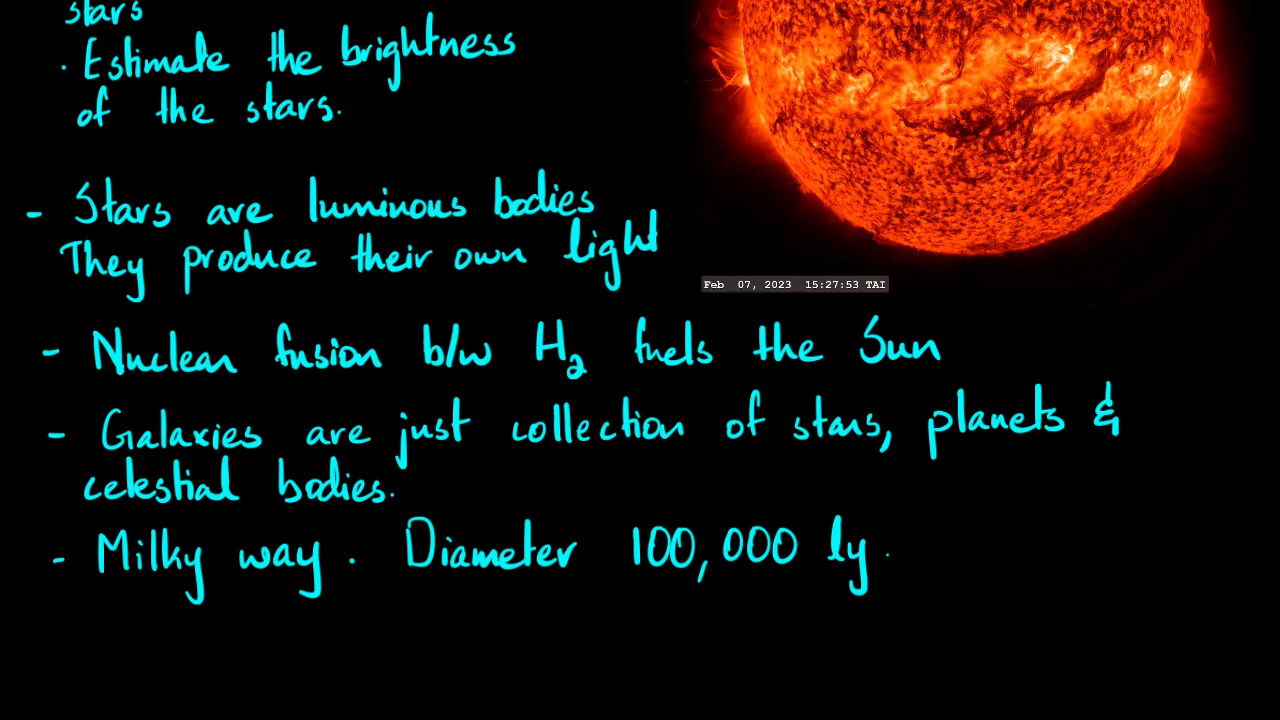 stars
· Estimate the brightness
of the stars.
- Stars are luminous bodies
They produce their own light
Feb 07, 2023 15:27:53 TAI
- Nuclear fusion b/w H₂ fuels the Sun
- Galaxies are just collection of stars, planets &
celestial bodies.
- Milky way. Diameter 100,000 ly.